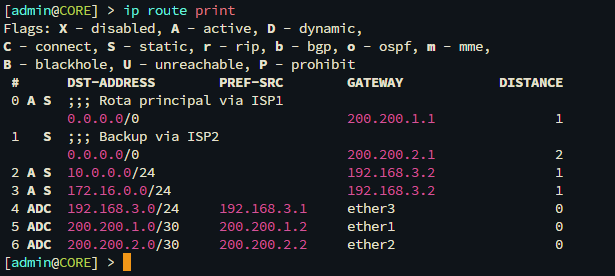 [admin@CORE] > ip route print
Flags: X - disabled, A - active, D - dynamic,
C - connect, S - static, r - rip, b - bgp, o - ospf, m - mme,
B - blackhole, U - unreachable, P - prohibit
 #      DST-ADDRESS        PREF-SRC        GATEWAY            DISTANCE
 0 A S  ;;; Rota principal via ISP1
        0.0.0.0/0                          200.200.1.1               1
 1   S  ;;; Backup via ISP2
        0.0.0.0/0                          200.200.2.1               2
 2 A S  10.0.0.0/24                        192.168.3.2               1
 3 A S  172.16.0.0/24                      192.168.3.2               1
 4 ADC  192.168.3.0/24     192.168.3.1     ether3                    0
 5 ADC  200.200.1.0/30     200.200.1.2     ether1                    0
 6 ADC  200.200.2.0/30     200.200.2.2     ether2                    0
[admin@CORE] >